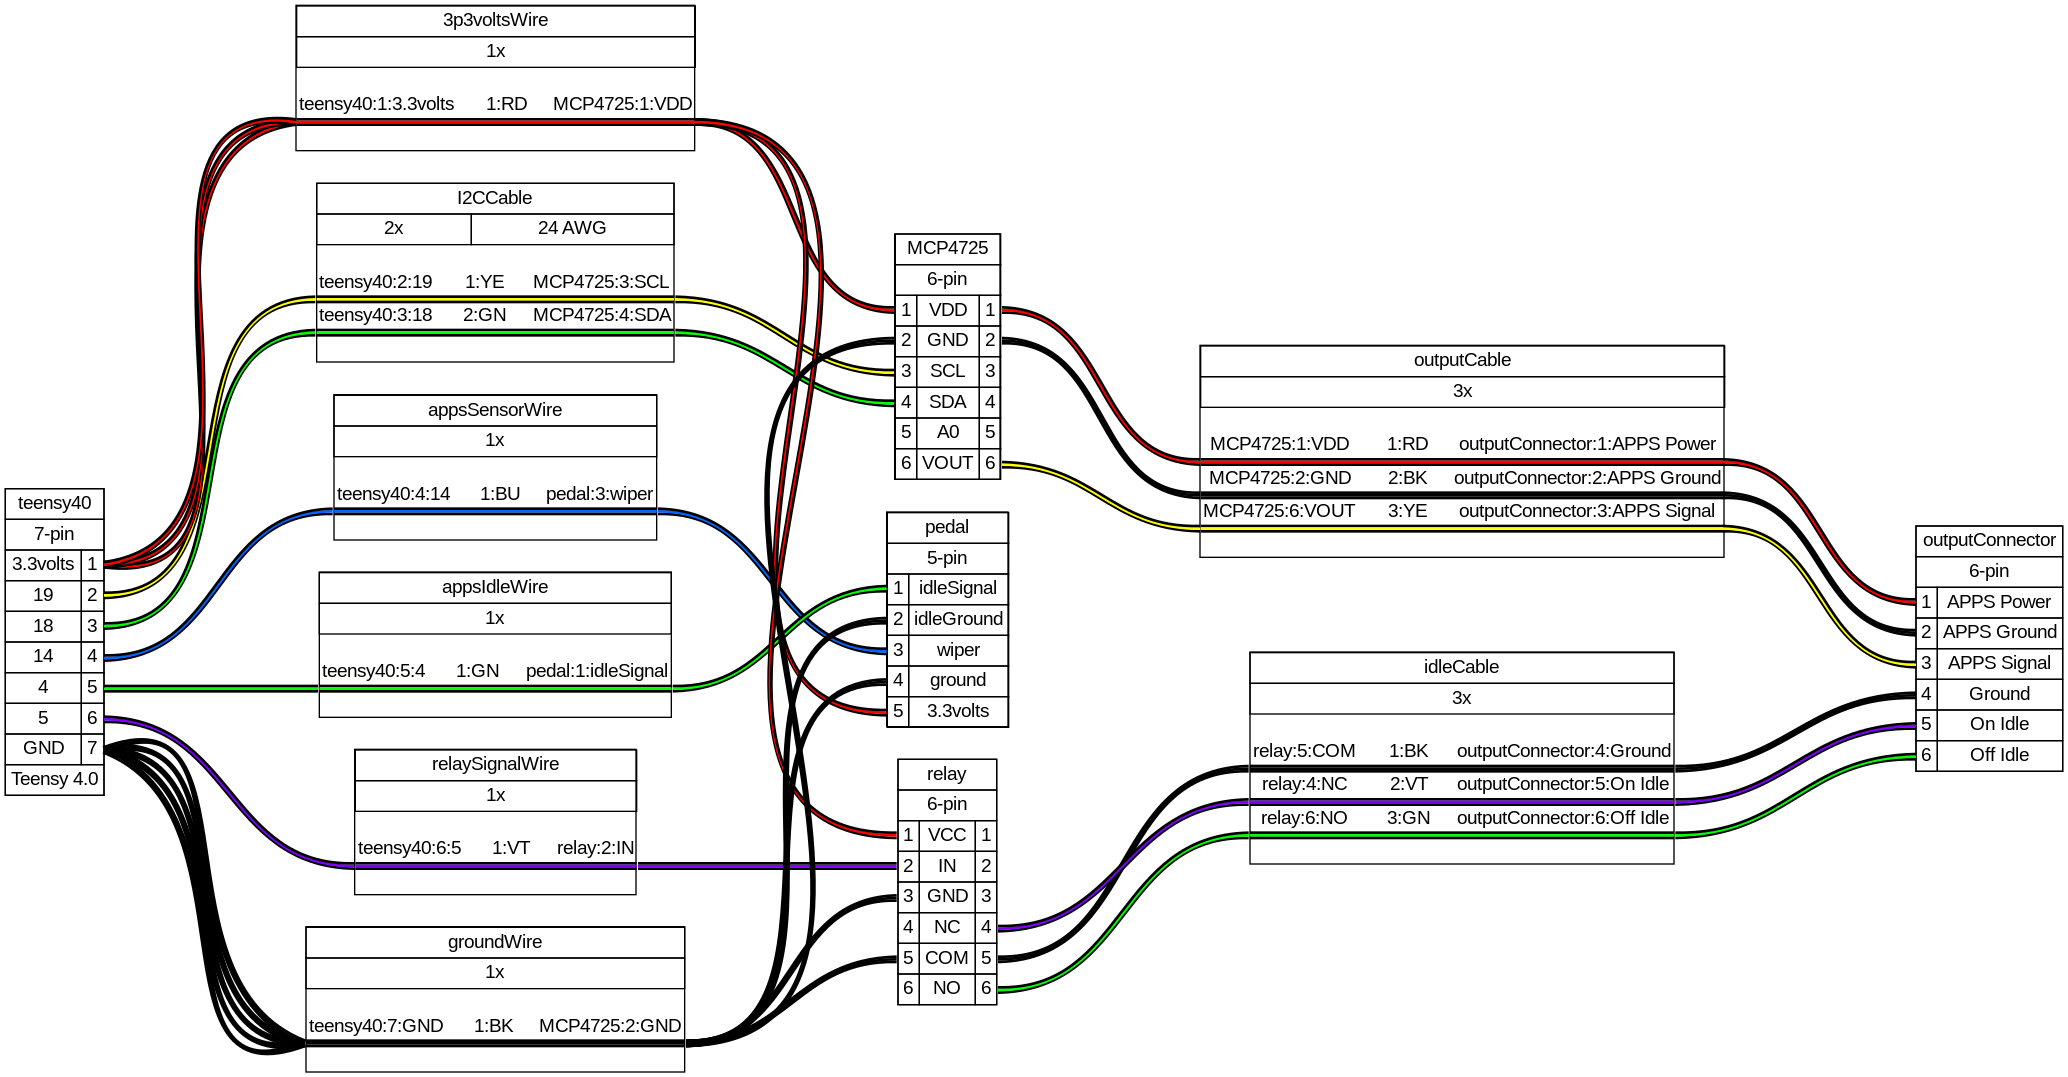 3p3voltsWire
1x
teensy40:1:3.3volts 1:RD MCP4725:1:VDD
I2CCable
2x 24 AWG
teensy40:2:19 1:YE MCP4725:3:SCL
teensy40:3:18 2:GN MCP4725:4:SDA
appsSensorWire
1x
teensy40:4:14 1:BU pedal:3:wiper
teensy40
7-pin
3.3volts 1
19 2
18 3
14 4
4 5
5 6
GND 7
Teensy 4.0
appsIdleWire
1x
teensy40:5:4 1:GN pedal:1:idleSignal
relaySignalWire
1x
teensy40:6:5 1:VT relay:2:IN
groundWire
1x
teensy40:7:GND 1:BK MCP4725:2:GND
MCP4725
6-pin
1 VDD 1
2 GND 2
3 SCL 3
4 SDA 4
5 A0 5
6 VOUT 6
pedal
5-pin
1 idleSignal
2 idleGround
3 wiper
4 ground
5 3.3volts
relay
6-pin
1 VCC 1
2 IN 2
3 GND 3
4 NC 4
5 COM 5
6 NO 6
outputCable
3x
MCP4725:1:VDD 1:RD outputConnector:1:APPS Power
MCP4725:2:GND 2:BK outputConnector:2:APPS Ground
MCP4725:6:VOUT 3:YE outputConnector:3:APPS Signal
idleCable
3x
relay:5:COM 1:BK outputConnector:4:Ground
relay:4:NC 2:VT outputConnector:5:On Idle
relay:6:NO 3:GN outputConnector:6:Off Idle
outputConnector
6-pin
1 APPS Power
2 APPS Ground
3 APPS Signal
4 Ground
5 On Idle
6 Off Idle